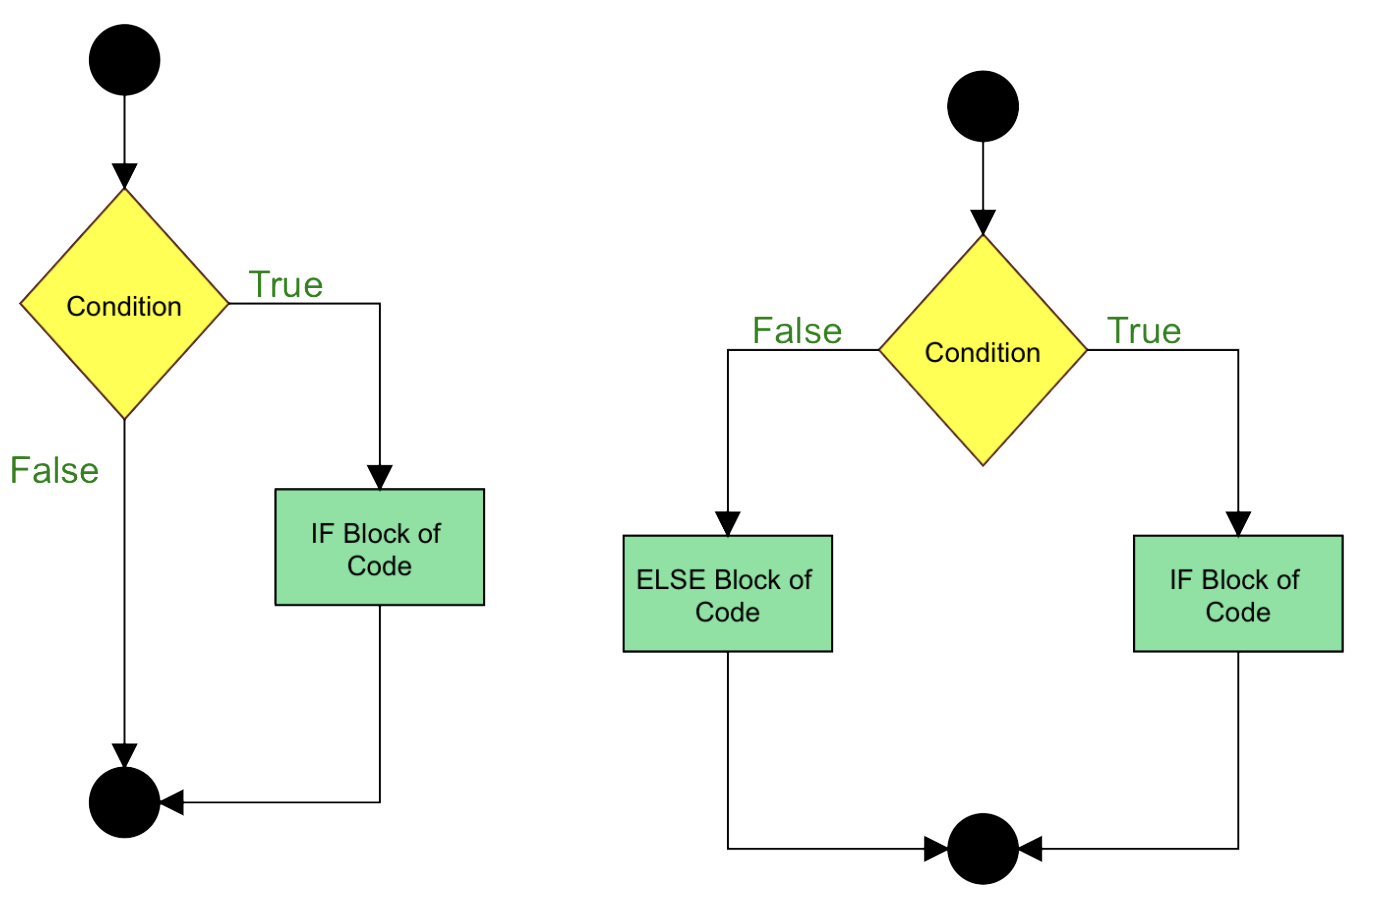 True
Condition
False
IF Block of
Code
False
True
Condition
ELSE Block of
Code
IF Block of
Code